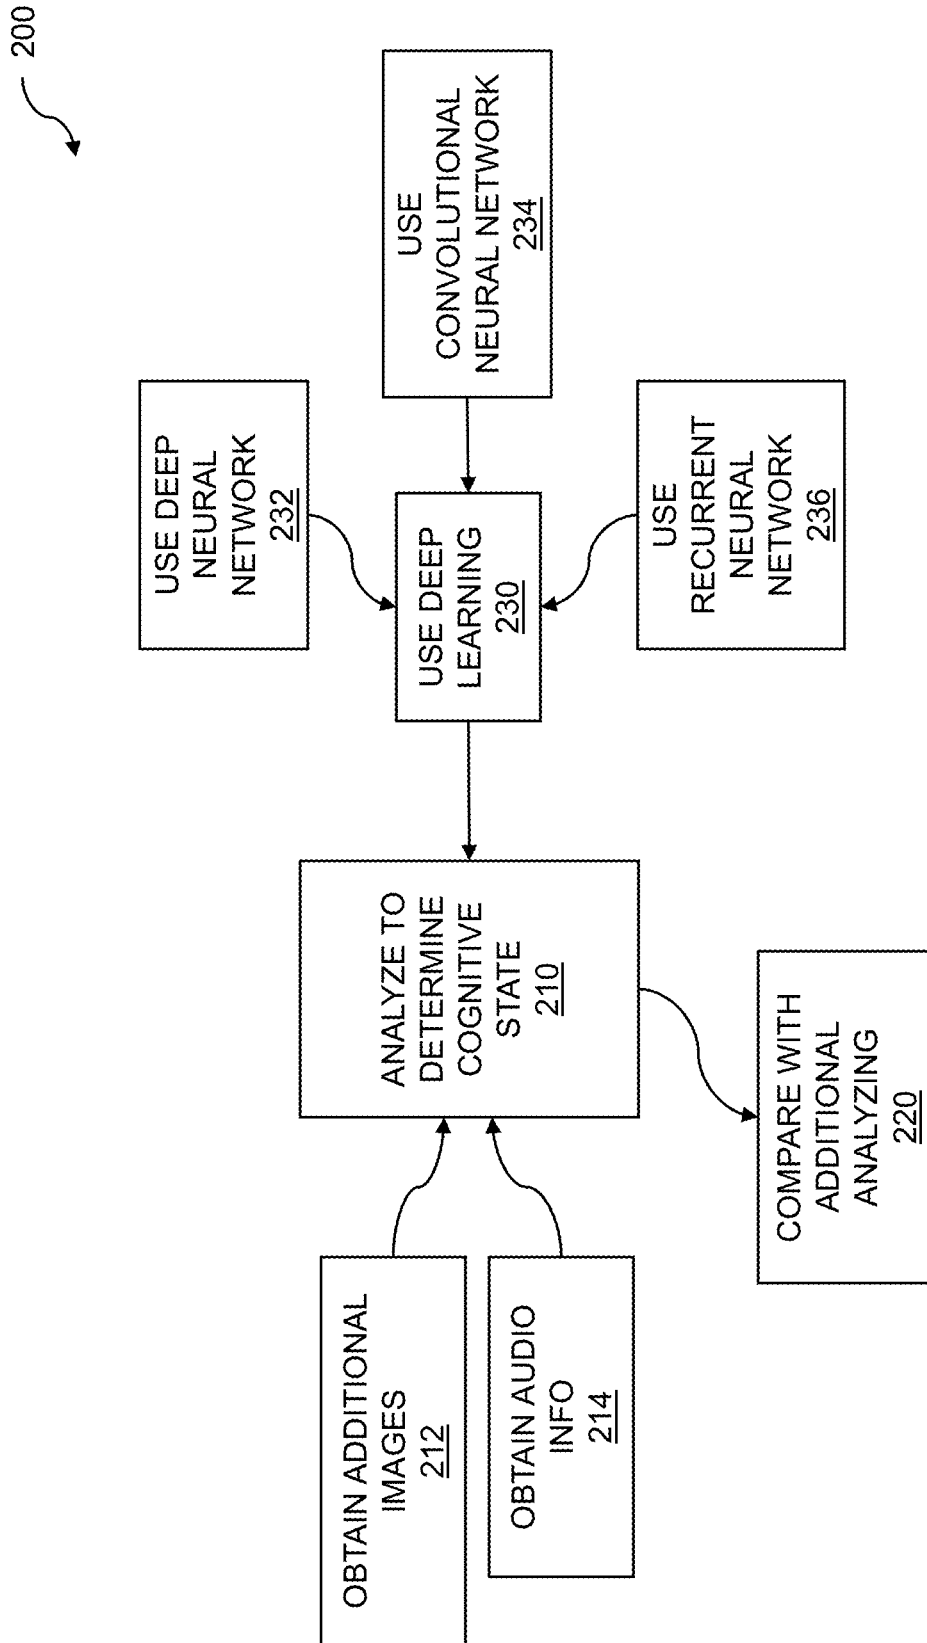 200
OBTAIN ADDITIONAL
IMAGES
212
OBTAIN AUDIO
INFO
214
ANALYZE TO
DETERMINE
COGNITIVE
STATE
210
COMPARE WITH
ADDITIONAL
ANALYZING
220
USE DEEP
LEARNING
230
USE DEEP
NEURAL
NETWORK
232
USE
CONVOLUTIONAL
NEURAL NETWORK
234
USE
RECURRENT
NEURAL
NETWORK
236